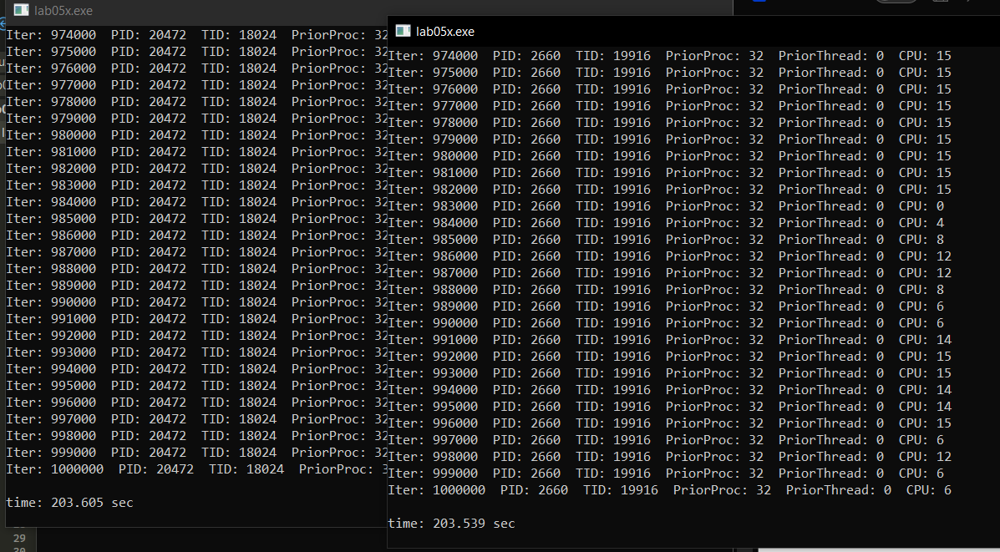 lab05x.exe
Iter: 974000  PID: 20472  TID: 18024  PriorProc: 32
Iter: 975000  PID: 20472  TID: 18024  PriorProc: 32
Iter: 976000  PID: 20472  TID: 18024  PriorProc: 32
Iter: 977000  PID: 20472  TID: 18024  PriorProc: 32
Iter: 978000  PID: 20472  TID: 18024  PriorProc: 32
Iter: 979000  PID: 20472  TID: 18024  PriorProc: 32
Iter: 980000  PID: 20472  TID: 18024  PriorProc: 32
Iter: 981000  PID: 20472  TID: 18024  PriorProc: 32
Iter: 982000  PID: 20472  TID: 18024  PriorProc: 32
Iter: 983000  PID: 20472  TID: 18024  PriorProc: 32
Iter: 984000  PID: 20472  TID: 18024  PriorProc: 32
Iter: 985000  PID: 20472  TID: 18024  PriorProc: 32
Iter: 986000  PID: 20472  TID: 18024  PriorProc: 32
Iter: 987000  PID: 20472  TID: 18024  PriorProc: 32
Iter: 988000  PID: 20472  TID: 18024  PriorProc: 32
Iter: 989000  PID: 20472  TID: 18024  PriorProc: 32
Iter: 990000  PID: 20472  TID: 18024  PriorProc: 32
Iter: 991000  PID: 20472  TID: 18024  PriorProc: 32
Iter: 992000  PID: 20472  TID: 18024  PriorProc: 32
Iter: 993000  PID: 20472  TID: 18024  PriorProc: 32
Iter: 994000  PID: 20472  TID: 18024  PriorProc: 32
Iter: 995000  PID: 20472  TID: 18024  PriorProc: 32
Iter: 996000  PID: 20472  TID: 18024  PriorProc: 32
Iter: 997000  PID: 20472  TID: 18024  PriorProc: 32
Iter: 998000  PID: 20472  TID: 18024  PriorProc: 32
Iter: 999000  PID: 20472  TID: 18024  PriorProc: 32
Iter: 1000000  PID: 20472  TID: 18024  PriorProc: 3
time: 203.605 sec
29
lab05x.exe
Iter: 974000  PID: 2660  TID: 19916  PriorProc: 32  PriorThread: 0  CPU: 15
Iter: 975000  PID: 2660  TID: 19916  PriorProc: 32  PriorThread: 0  CPU: 15
Iter: 976000  PID: 2660  TID: 19916  PriorProc: 32  PriorThread: 0  CPU: 15
Iter: 977000  PID: 2660  TID: 19916  PriorProc: 32  PriorThread: 0  CPU: 15
Iter: 978000  PID: 2660  TID: 19916  PriorProc: 32  PriorThread: 0  CPU: 15
Iter: 979000  PID: 2660  TID: 19916  PriorProc: 32  PriorThread: 0  CPU: 15
Iter: 980000  PID: 2660  TID: 19916  PriorProc: 32  PriorThread: 0  CPU: 15
Iter: 981000  PID: 2660  TID: 19916  PriorProc: 32  PriorThread: 0  CPU: 15
Iter: 982000  PID: 2660  TID: 19916  PriorProc: 32  PriorThread: 0  CPU: 15
Iter: 983000  PID: 2660  TID: 19916  PriorProc: 32  PriorThread: 0  CPU: 0
Iter: 984000  PID: 2660  TID: 19916  PriorProc: 32  PriorThread: 0  CPU: 4
Iter: 985000  PID: 2660  TID: 19916  PriorProc: 32  PriorThread: 0  CPU: 8
Iter: 986000  PID: 2660  TID: 19916  PriorProc: 32  PriorThread: 0  CPU: 12
Iter: 987000  PID: 2660  TID: 19916  PriorProc: 32  PriorThread: 0  CPU: 12
Iter: 988000  PID: 2660  TID: 19916  PriorProc: 32  PriorThread: 0  CPU: 8
Iter: 989000  PID: 2660  TID: 19916  PriorProc: 32  PriorThread: 0  CPU: 6
Iter: 990000  PID: 2660  TID: 19916  PriorProc: 32  PriorThread: 0  CPU: 6
Iter: 991000  PID: 2660  TID: 19916  PriorProc: 32  PriorThread: 0  CPU: 14
Iter: 992000  PID: 2660  TID: 19916  PriorProc: 32  PriorThread: 0  CPU: 15
Iter: 993000  PID: 2660  TID: 19916  PriorProc: 32  PriorThread: 0  CPU: 15
Iter: 994000  PID: 2660  TID: 19916  PriorProc: 32  PriorThread: 0  CPU: 14
Iter: 995000  PID: 2660  TID: 19916  PriorProc: 32  PriorThread: 0  CPU: 14
Iter: 996000  PID: 2660  TID: 19916  PriorProc: 32  PriorThread: 0  CPU: 15
Iter: 997000  PID: 2660  TID: 19916  PriorProc: 32  PriorThread: 0  CPU: 6
Iter: 998000  PID: 2660  TID: 19916  PriorProc: 32  PriorThread: 0  CPU: 12
Iter: 999000  PID: 2660  TID: 19916  PriorProc: 32  PriorThread: 0  CPU: 6
Iter: 1000000  PID: 2660  TID: 19916  PriorProc: 32  PriorThread: 0  CPU: 6
time: 203.539 sec